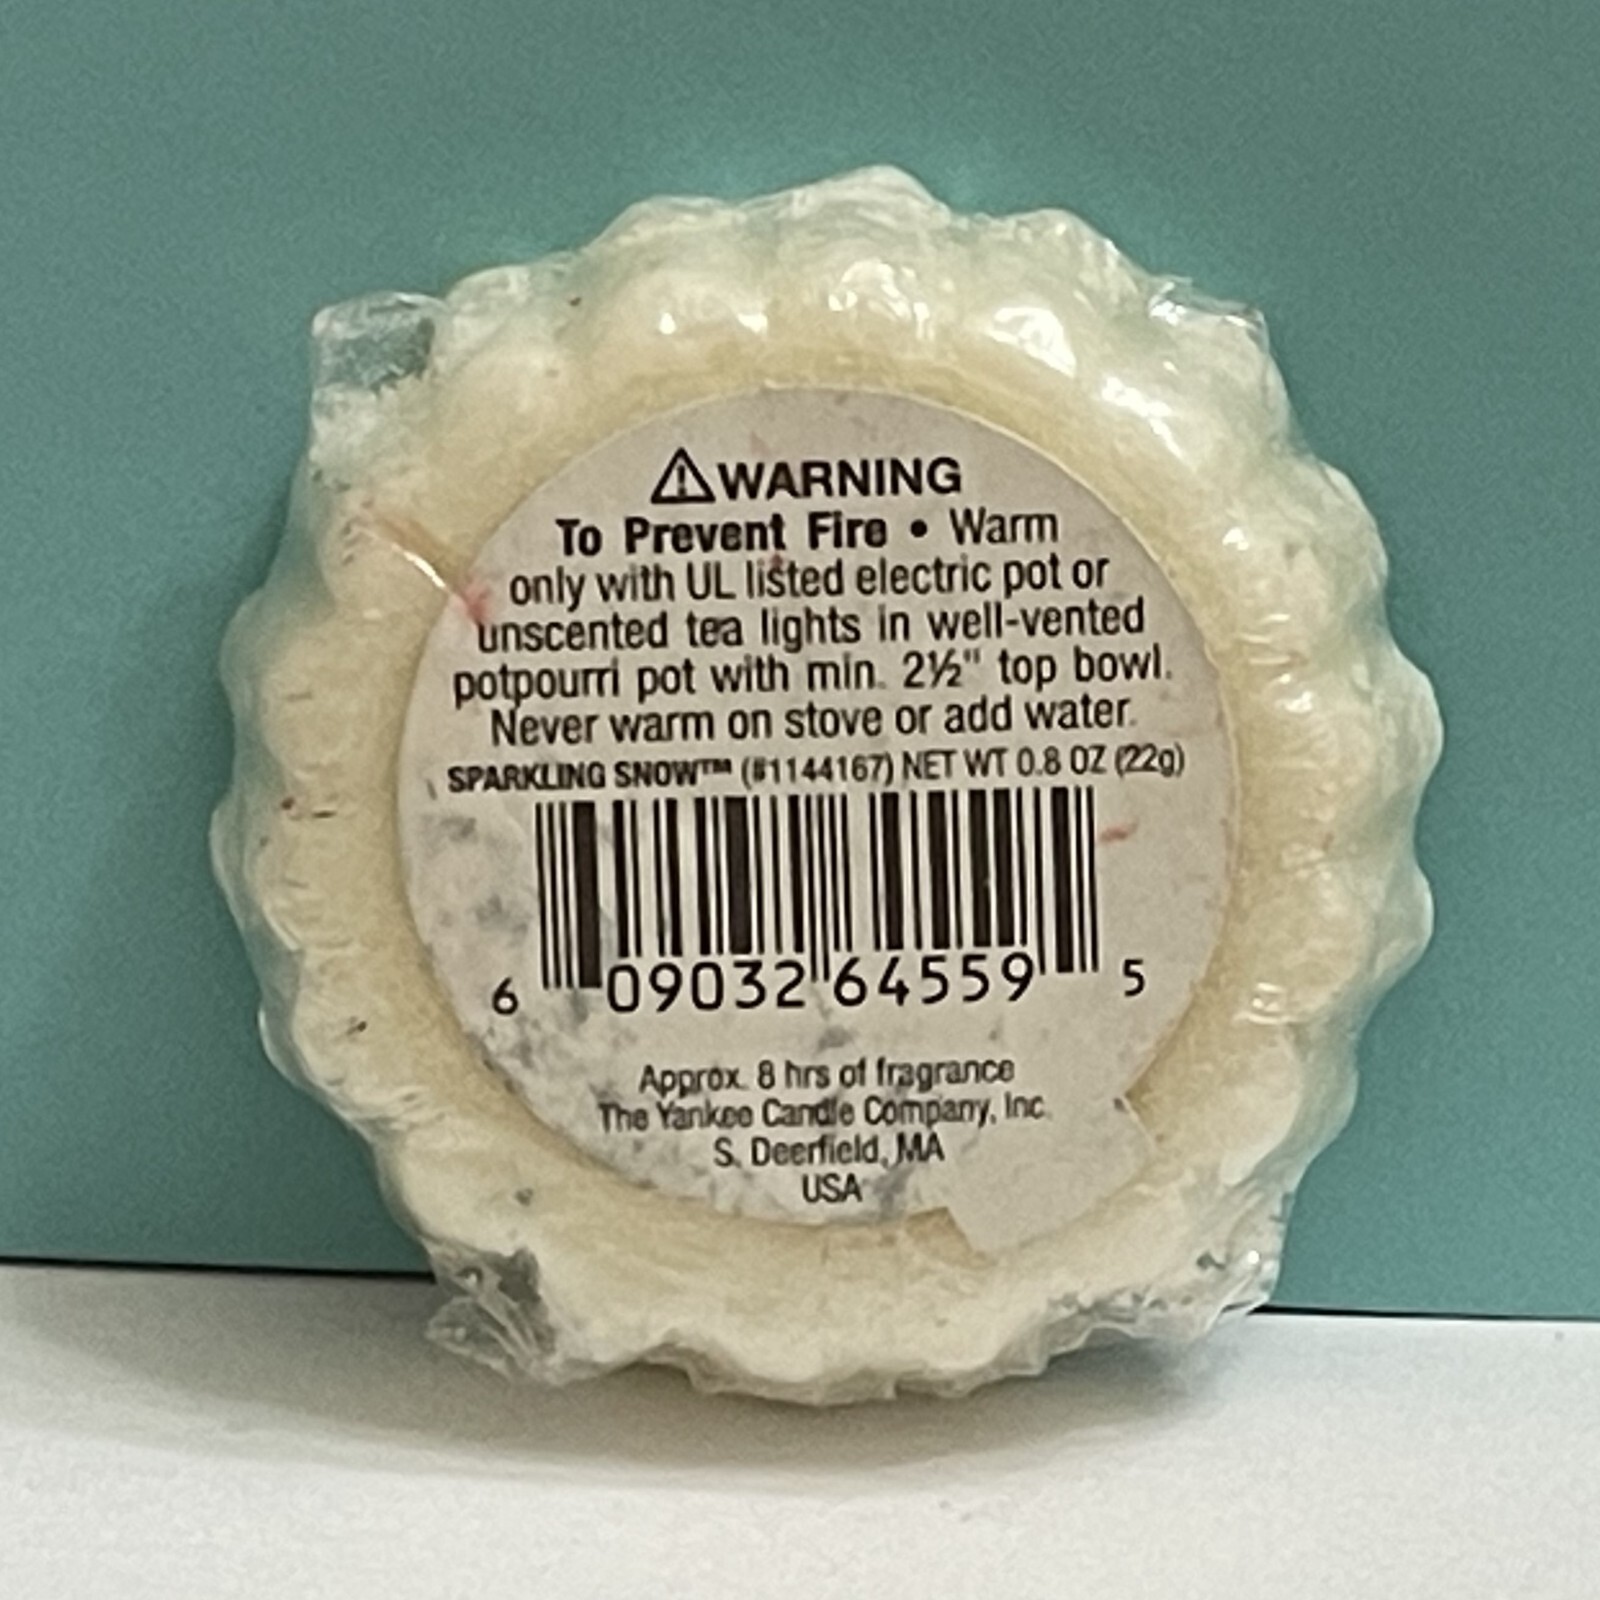 ⚠WARNING
To Prevent Fire • Warm
only with UL listed electric pot or
unscented tea lights in well-vented
potpourri pot with min. 2½" top bowl.
Never warm on stove or add water.
SPARKLING SNOW™ (#1144167) NET WT 0.8 OZ (22g)
6 09032 64559 5
Approx. 8 hrs of fragrance
The Yankee Candle Company, Inc.
S. Deerfield, MA
USA